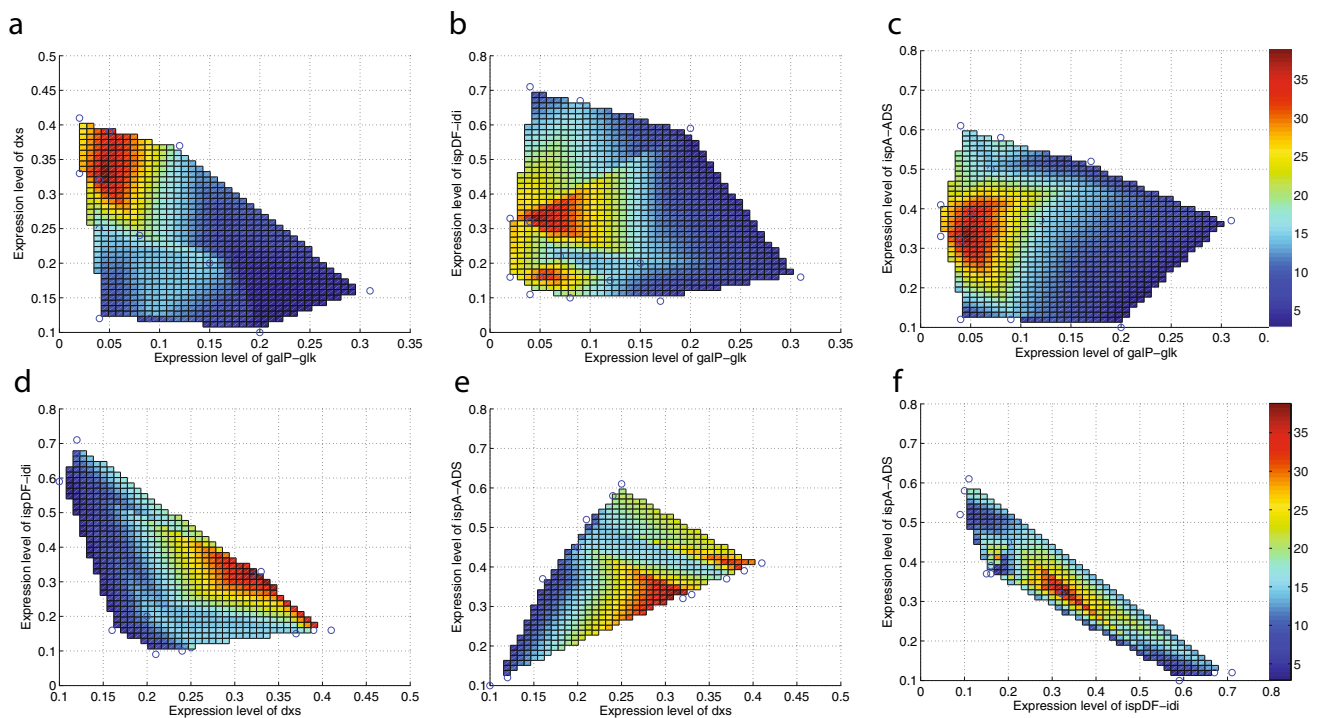 a
0.5
0.45
0.4
0.35
0.3
0.25
0.2
0.15
0.1
Expression level of dxs
0 0.05 0.1 0.15 0.2 0.25 0.3 0.35
Expression level of galP−glk
b
0.8
0.7
0.6
0.5
0.4
0.3
0.2
0.1
0
Expression level of ispDF−idi
0 0.05 0.1 0.15 0.2 0.25 0.3 0.35
Expression level of galP−glk
c
0.8
0.7
0.6
0.5
0.4
0.3
0.2
0.1
Expression level of ispA−ADS
0 0.05 0.1 0.15 0.2 0.25 0.3 0.
Expression level of galP−glk
35
30
25
20
15
10
5
d
0.8
0.7
0.6
0.5
0.4
0.3
0.2
0.1
0
Expression level of ispDF−idi
0.1 0.2 0.3 0.4 0.5
Expression level of dxs
e
0.8
0.7
0.6
0.5
0.4
0.3
0.2
0.1
Expression level of ispA−ADS
0.1 0.15 0.2 0.25 0.3 0.35 0.4 0.45 0.5
Expression level of dxs
f
0.8
0.7
0.6
0.5
0.4
0.3
0.2
0.1
Expression level of ispA−ADS
0 0.1 0.2 0.3 0.4 0.5 0.6 0.7 0.8
Expression level of ispDF−idi
35
30
25
20
15
10
5